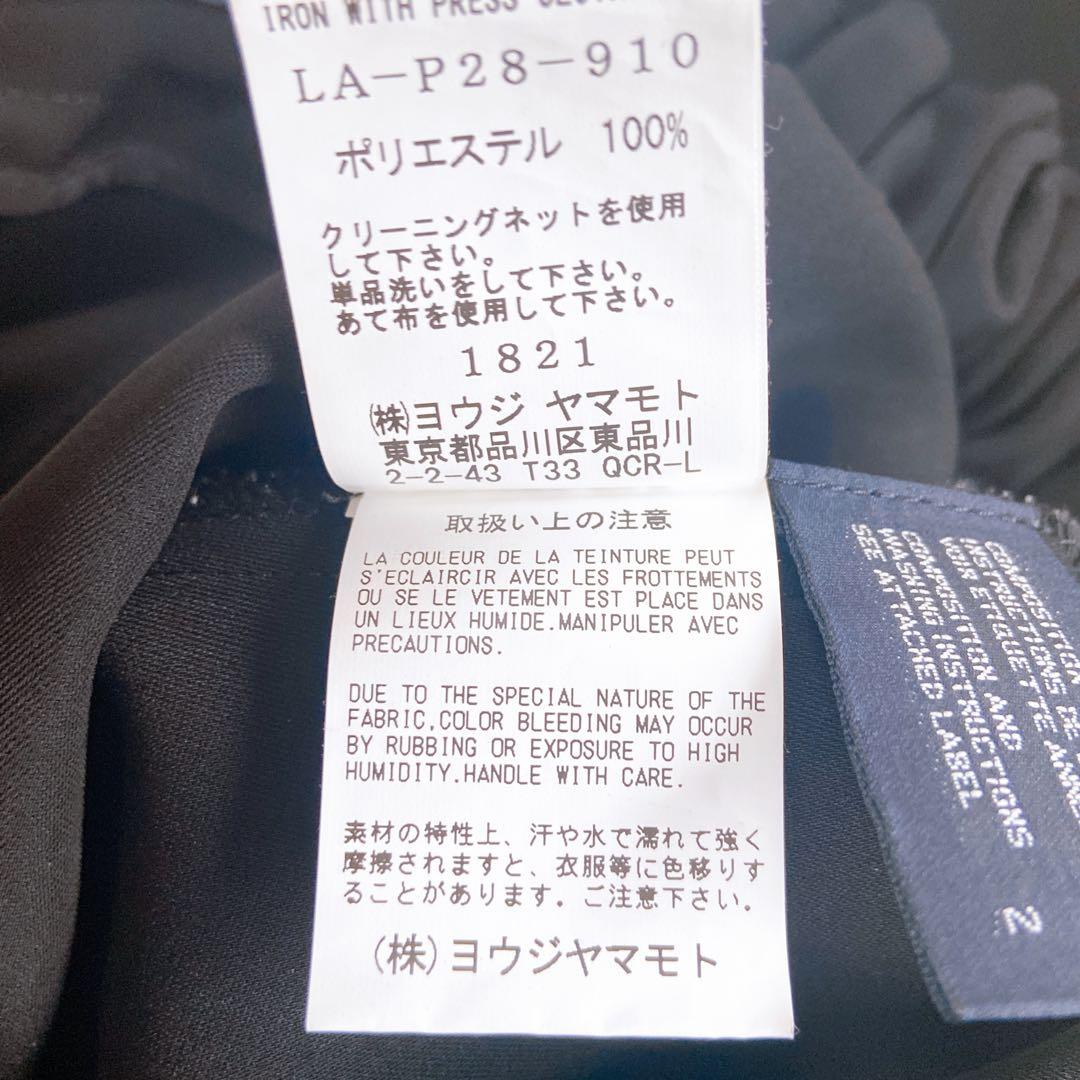 IRON WITH PRESS
LA-P28-910
ポリエステル 100%
クリーニングネットを使用
して下さい。
単品洗いをして下さい。
あて布を使用して下さい。
1821
㈱ヨウジ ヤマモト
東京都品川区東品川
2-2-43 T33 QCR-L
取扱い上の注意
LA COULEUR DE LA TEINTURE PEUT
S'ECLAIRCIR AVEC LES FROTTEMENTS
OU SE LE VETEMENT EST PLACE DANS
UN LIEUX HUMIDE.MANIPULER AVEC
PRECAUTIONS.
DUE TO THE SPECIAL NATURE OF THE
FABRIC,COLOR BLEEDING MAY OCCUR
BY RUBBING OR EXPOSURE TO HIGH
HUMIDITY.HANDLE WITH CARE.
素材の特性上、汗や水で濡れて強く
摩擦されますと、衣服等に色移りす
ることがあります。ご注意下さい。
(株)ヨウジヤマモト
VOIR ETIQUETTE ANNE
COMPOSITON AND
WASHING INSTRUCTIONS
SEE ATTACHED LABEL
2